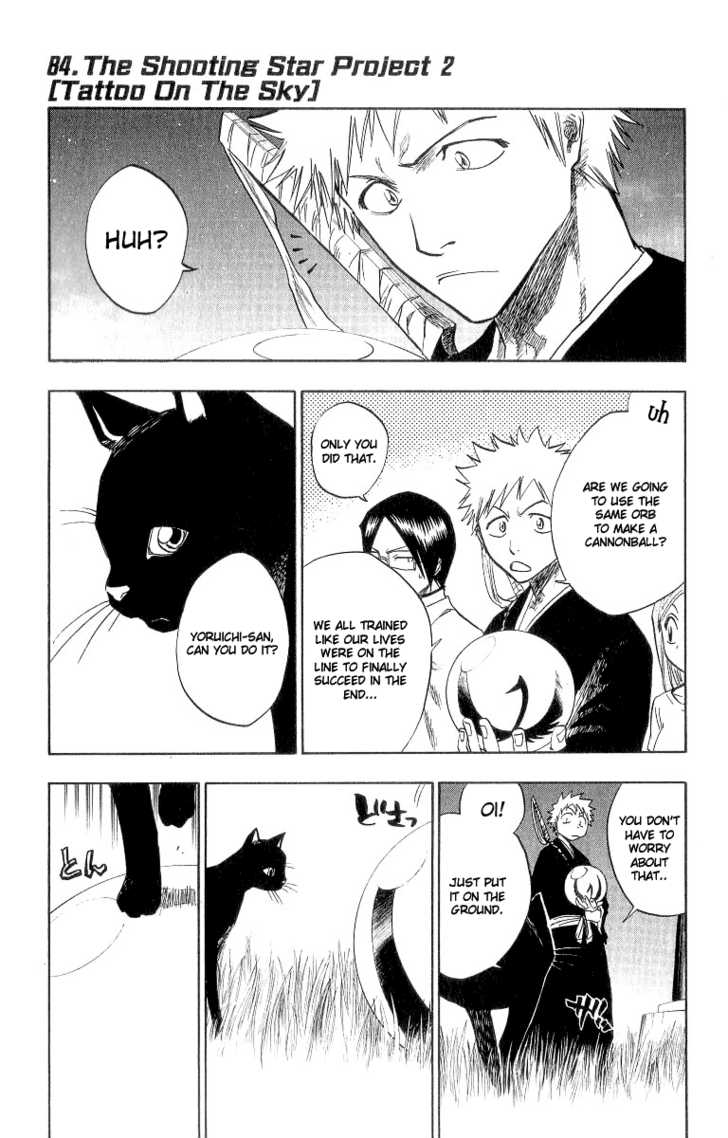 84. The Shooting Star Project 2
[Tattoo On The Sky]
HUH?
uh
ARE WE GOING
TO USE THE
SAME ORB
TO MAKE A
CANNONBALL?
ONLY YOU
DID THAT.
WE ALL TRAINED
LIKE OUR LIVES
WERE ON THE
LINE TO FINALLY
SUCCEED IN THE
END...
YORUICHI-SAN,
CAN YOU DO IT?
YOU DON'T
HAVE TO
WORRY
ABOUT
THAT..
OI!
JUST PUT
IT ON THE
GROUND.
とん